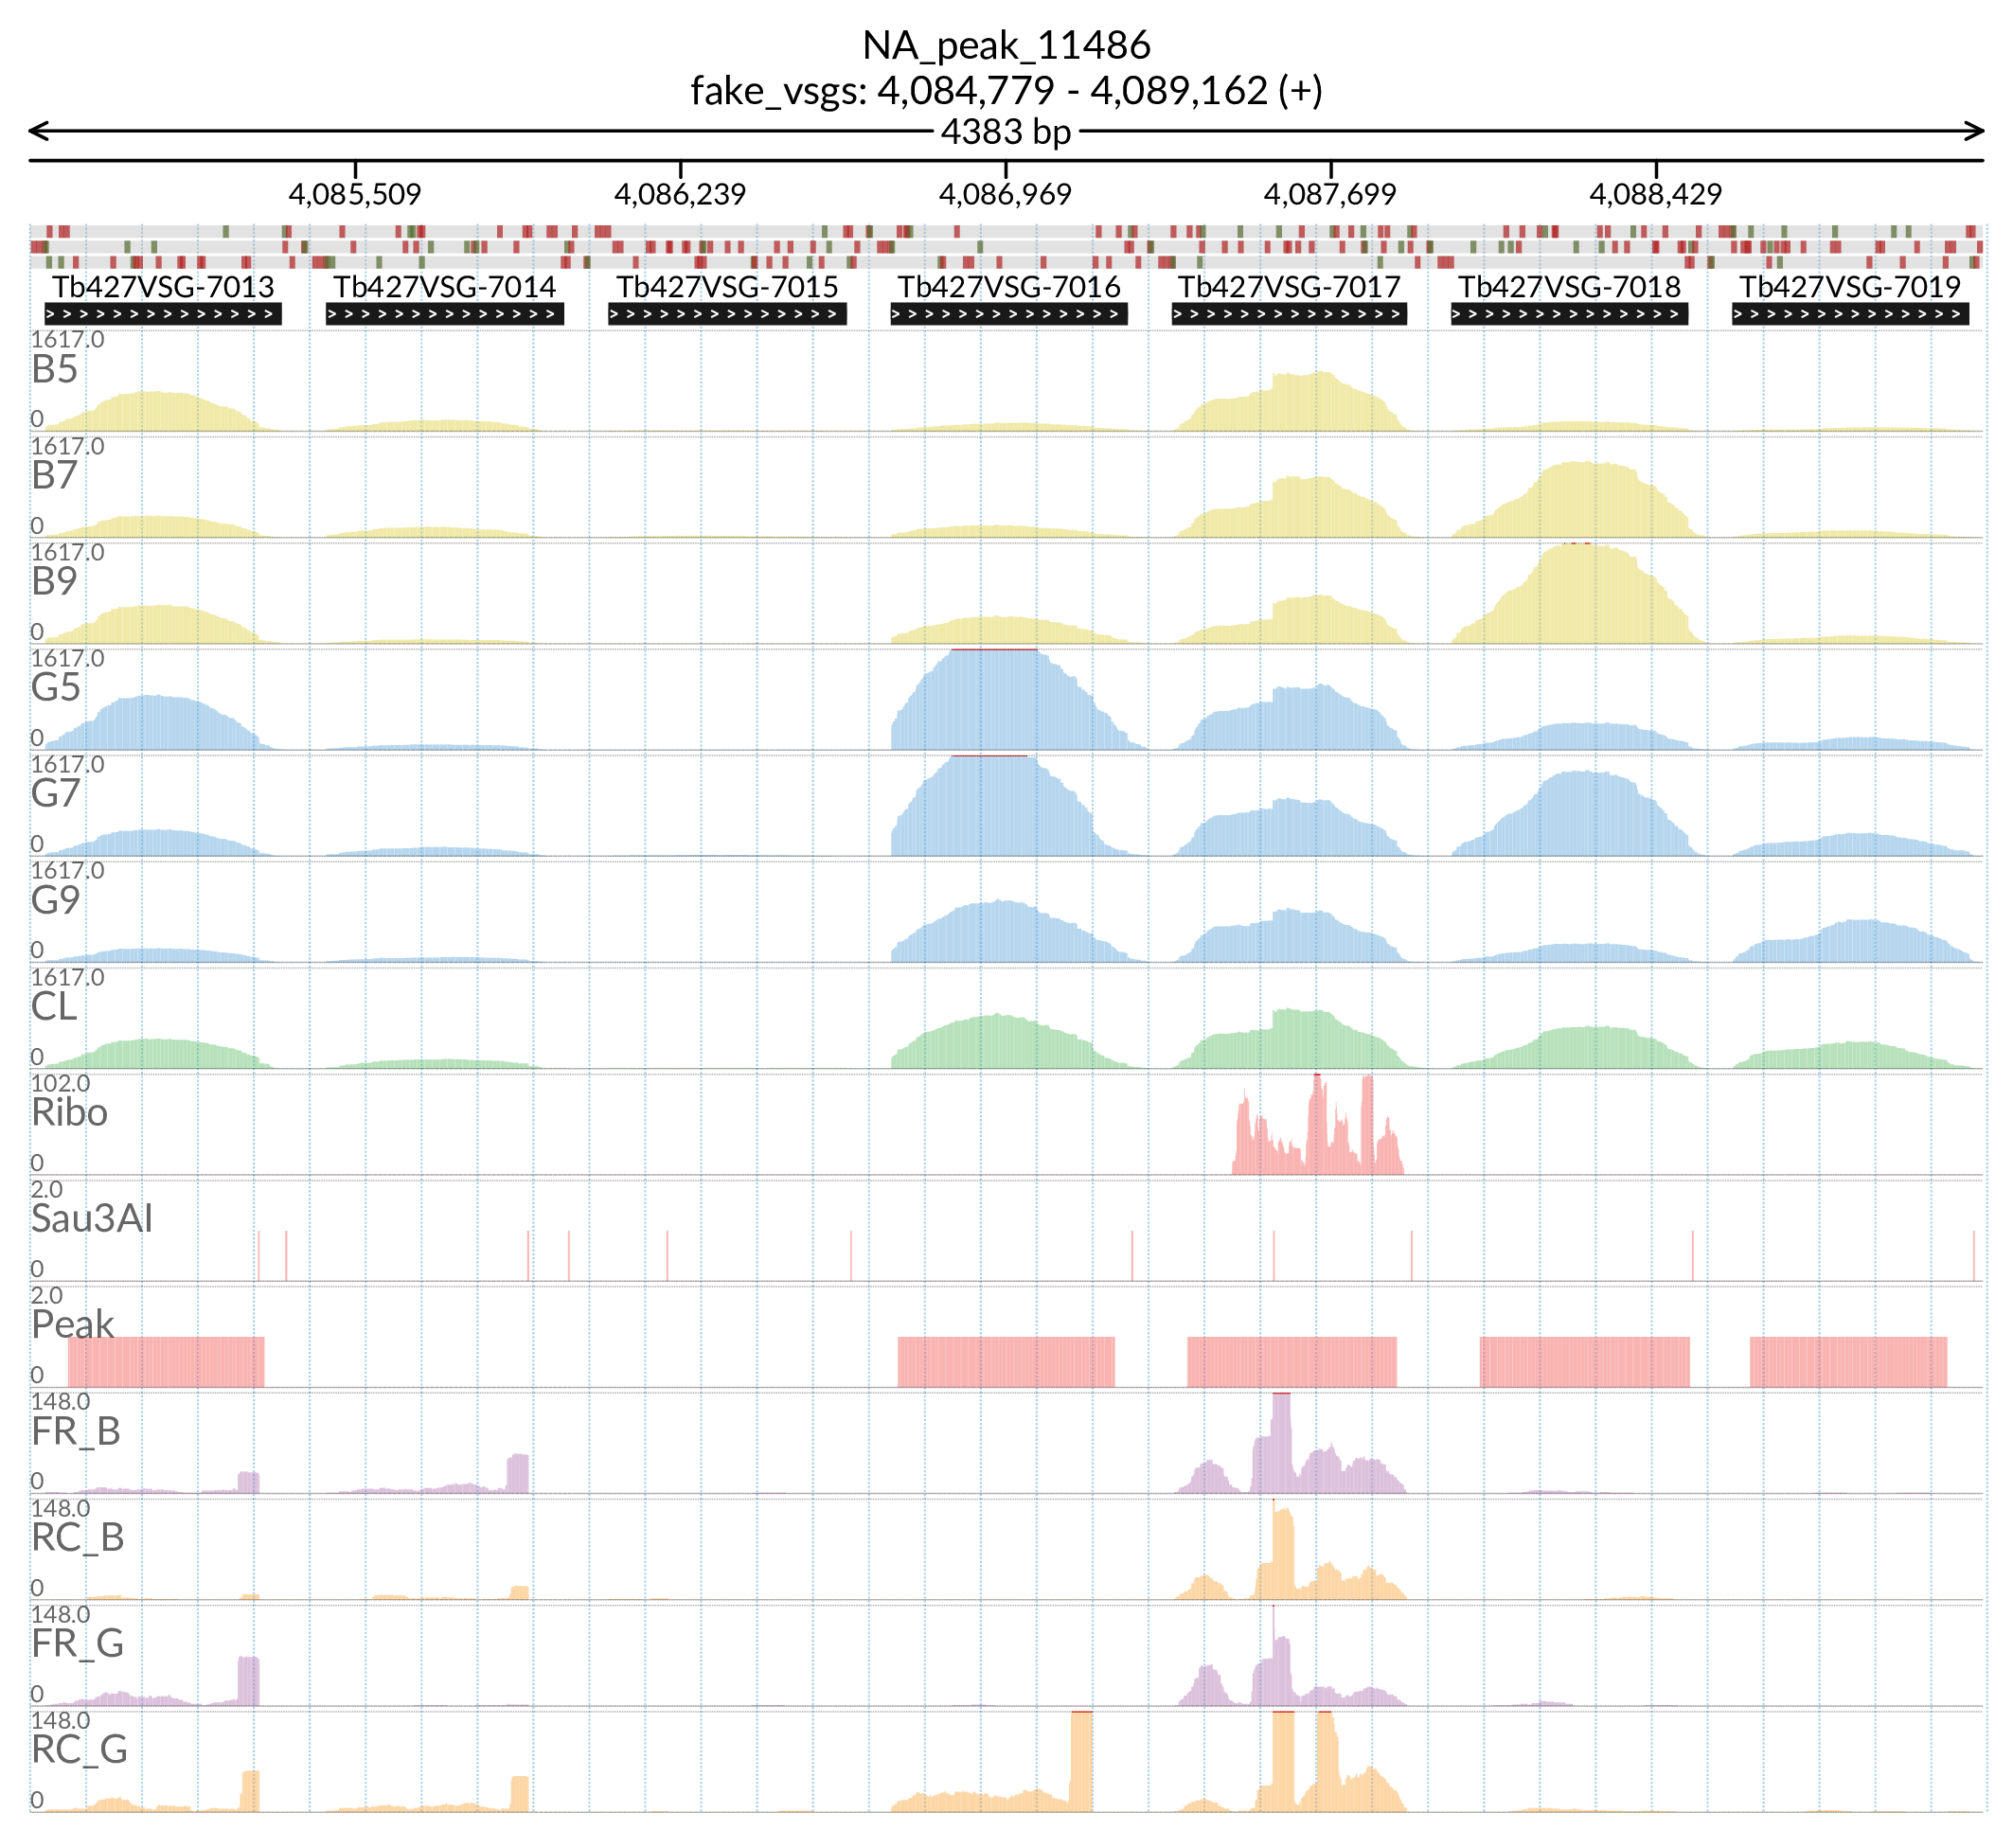 NA_peak_11486
fake_vsgs: 4,084,779 - 4,089,162 (+)
4383 bp
4,085,509 4,086,239 4,086,969 4,087,699 4,088,429
Tb427VSG-7013 Tb427VSG-7014 Tb427VSG-7015 Tb427VSG-7016 Tb427VSG-7017 Tb427VSG-7018 Tb427VSG-7019
1617.0
B5
0
1617.0
B7
0
1617.0
B9
0
1617.0
G5
0
1617.0
G7
0
1617.0
G9
0
1617.0
CL
0
102.0
Ribo
0
2.0
Sau3AI
0
2.0
Peak
0
148.0
FR_B
0
148.0
RC_B
0
148.0
FR_G
0
148.0
RC_G
0